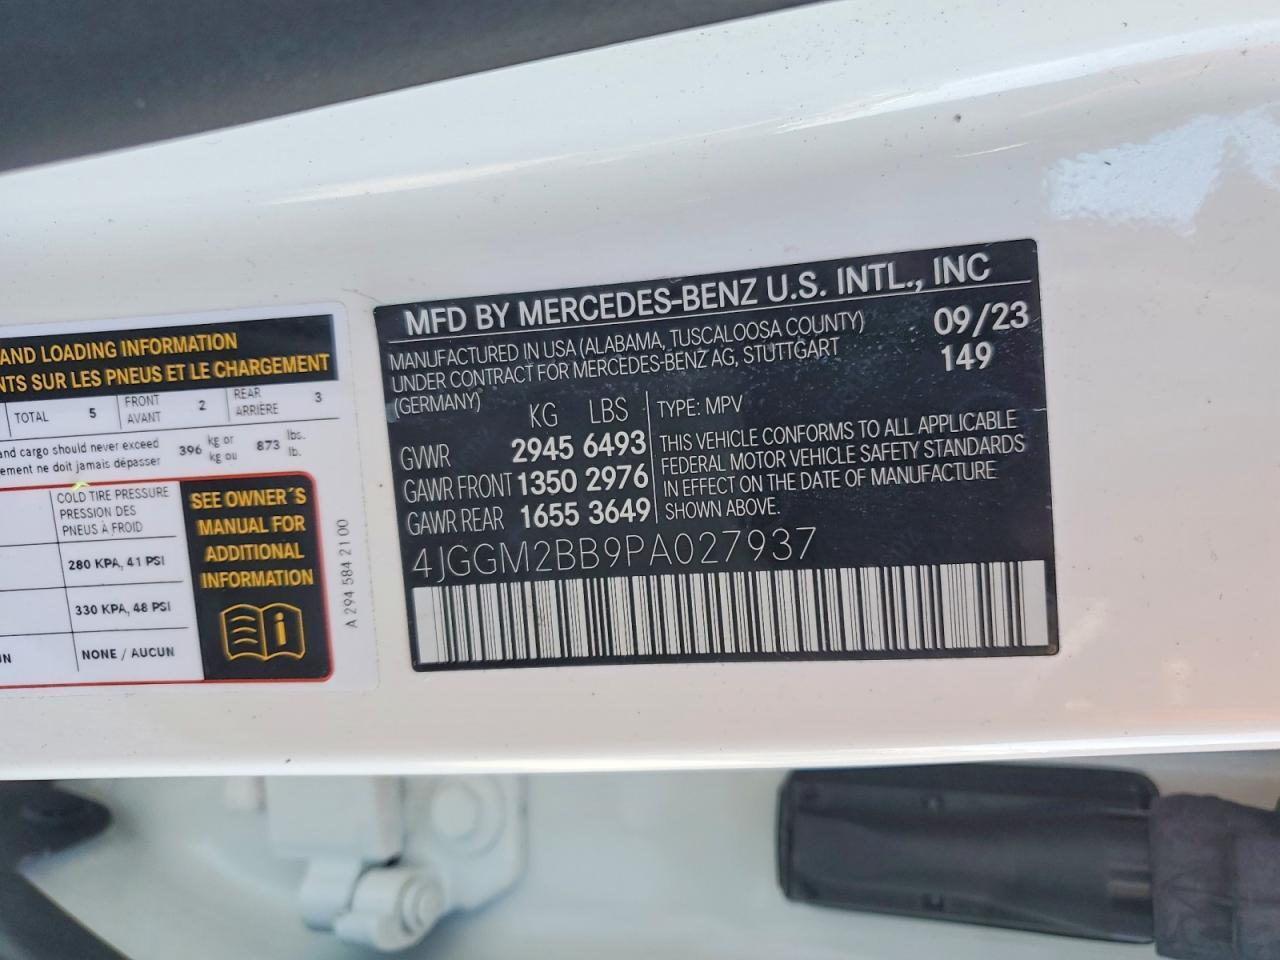 AND LOADING INFORMATION
NTS SUR LES PNEUS ET LE CHARGEMENT
TOTAL 5 FRONT 2 REAR 3
AVANT ARRIÈRE
and cargo should never exceed 396 kg or 873 lbs.
ement ne doit jamais dépasser kg ou lb.
COLD TIRE PRESSURE
PRESSION DES
PNEUS À FROID
280 KPA, 41 PSI
330 KPA, 48 PSI
UN NONE / AUCUN
SEE OWNER'S
MANUAL FOR
ADDITIONAL
INFORMATION
i
A 294 584 21 00
MFD BY MERCEDES-BENZ U.S. INTL., INC
MANUFACTURED IN USA (ALABAMA, TUSCALOOSA COUNTY) 09/23
UNDER CONTRACT FOR MERCEDES-BENZ AG, STUTTGART 149
(GERMANY)
KG LBS TYPE: MPV
GVWR 2945 6493
GAWR FRONT 1350 2976
GAWR REAR 1655 3649
THIS VEHICLE CONFORMS TO ALL APPLICABLE
FEDERAL MOTOR VEHICLE SAFETY STANDARDS
IN EFFECT ON THE DATE OF MANUFACTURE
SHOWN ABOVE.
4JGGM2BB9PA027937